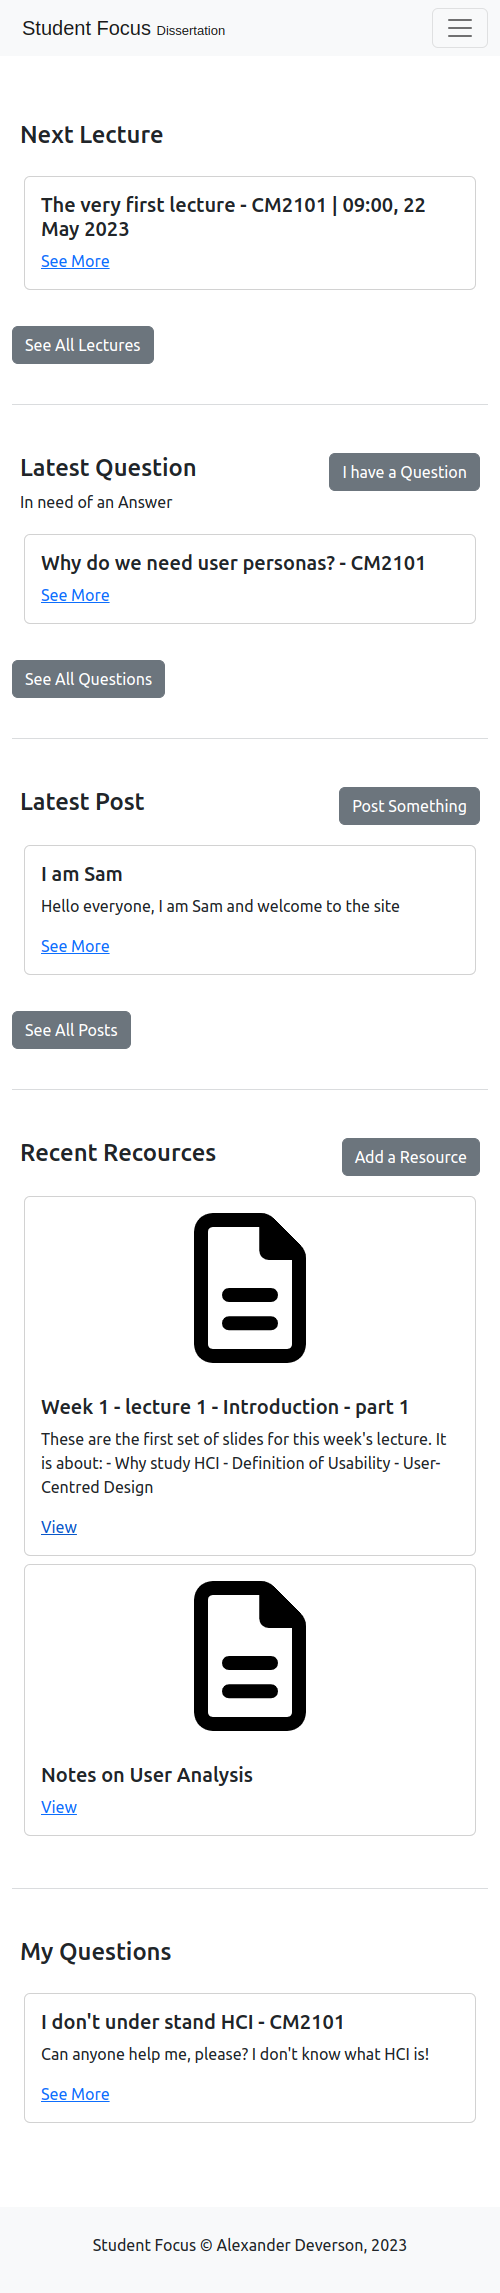 Student Focus Dissertation
Next Lecture
The very first lecture - CM2101 | 09:00, 22
May 2023
See More
See All Lectures
Latest Question
I have a Question
In need of an Answer
Why do we need user personas? - CM2101
See More
See All Questions
Latest Post
Post Something
I am Sam
Hello everyone, I am Sam and welcome to the site
See More
See All Posts
Recent Recources
Add a Resource
Week 1 - lecture 1 - Introduction - part 1
These are the first set of slides for this week's lecture. It
is about: - Why study HCI - Definition of Usability - User-
Centred Design
View
Notes on User Analysis
View
My Questions
I don't under stand HCI - CM2101
Can anyone help me, please? I don't know what HCI is!
See More
Student Focus © Alexander Deverson, 2023